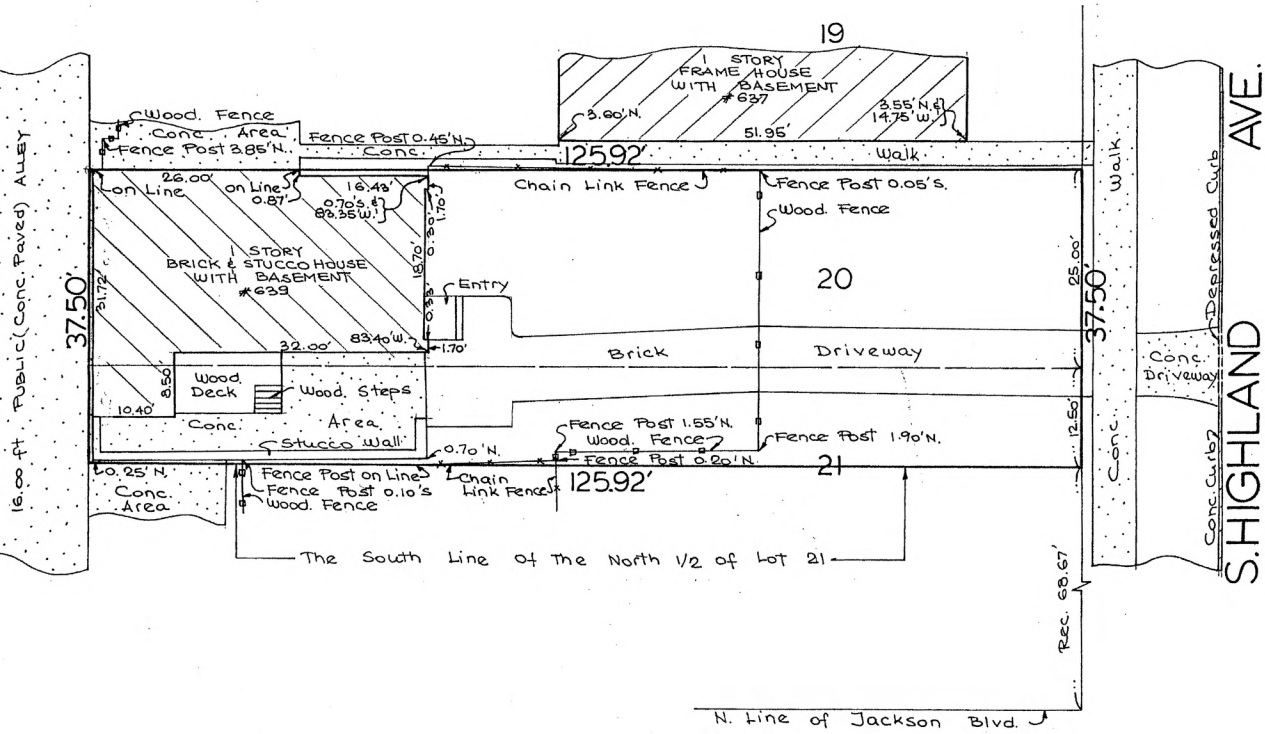 19
1 STORY
FRAME HOUSE
WITH BASEMENT
#637
3.60'N.
3.55'N.&
14.75'W.
51.95'
Wood. Fence
Conc. Area
Fence Post 3.85'N.
Fence Post 0.45'N.
Conc.
125.92'
Walk
26.00'
on Line
on Line
0.87'
16.43'
0.70'S. &
83.35'W.
1.70'
Chain Link Fence
Fence Post 0.05's.
Wood. Fence
16.00 ft. PUBLIC (Conc. Paved) ALLEY
37.50'
31.72'
1 STORY
BRICK & STUCCO HOUSE
WITH BASEMENT
#639
18.70'
0.30'
0.33'
Entry
20
25.00'
37.50'
Walk
Conc.
Depressed Curb
S.HIGHLAND AVE.
32.00'
83.40'W.
1.70'
Brick Driveway
Conc.
Driveway
8.50'
Wood.
Deck
Wood. Steps
10.40'
Conc. Area
Stucco Wall
0.70'N.
Fence Post 1.55'N.
Wood. Fence
Fence Post 0.20'N.
Fence Post 1.90'N.
12.50'
21
0.25'N.
Conc.
Area
Fence Post on Line
Fence Post 0.10's
Wood. Fence
Chain
Link Fence
125.92'
Conc. Curb
The South Line of the North 1/2 of Lot 21
Rec. 68.67'
N. Line of Jackson Blvd.